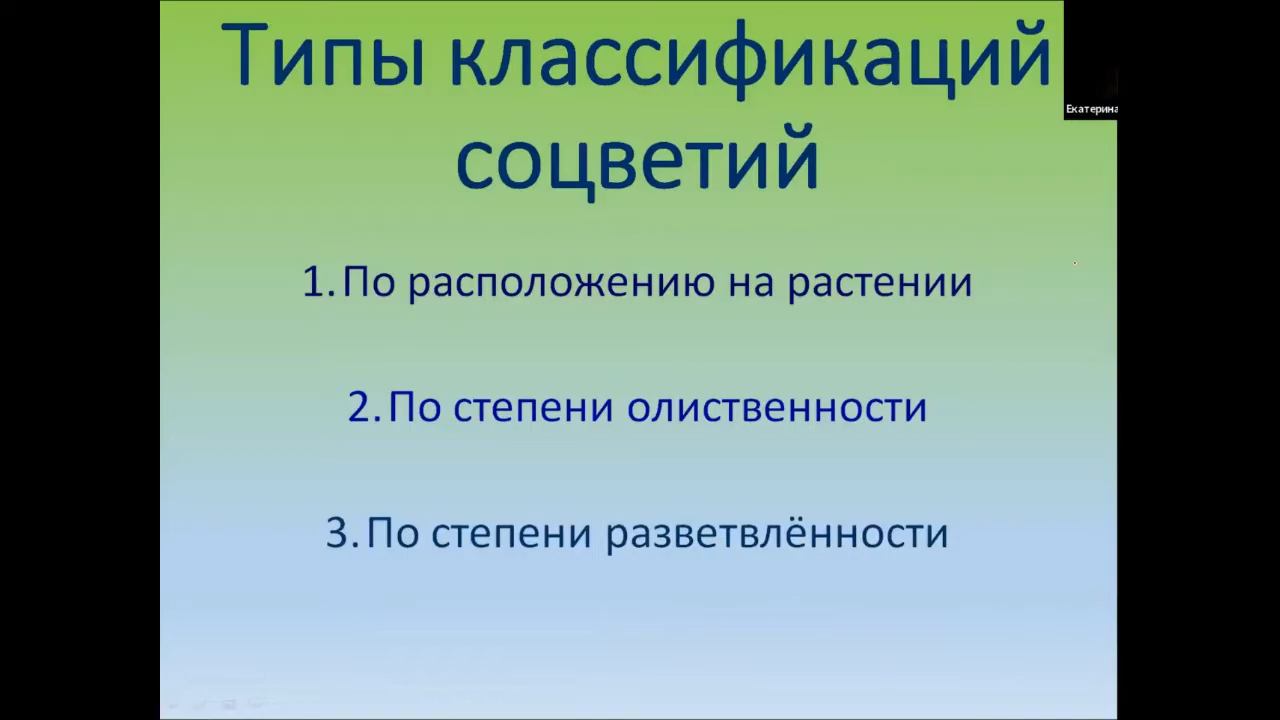 Типы классификаций
соцветий
Екатерина
1. По расположению на растении
2. По степени олиственности
3. По степени разветвлённости